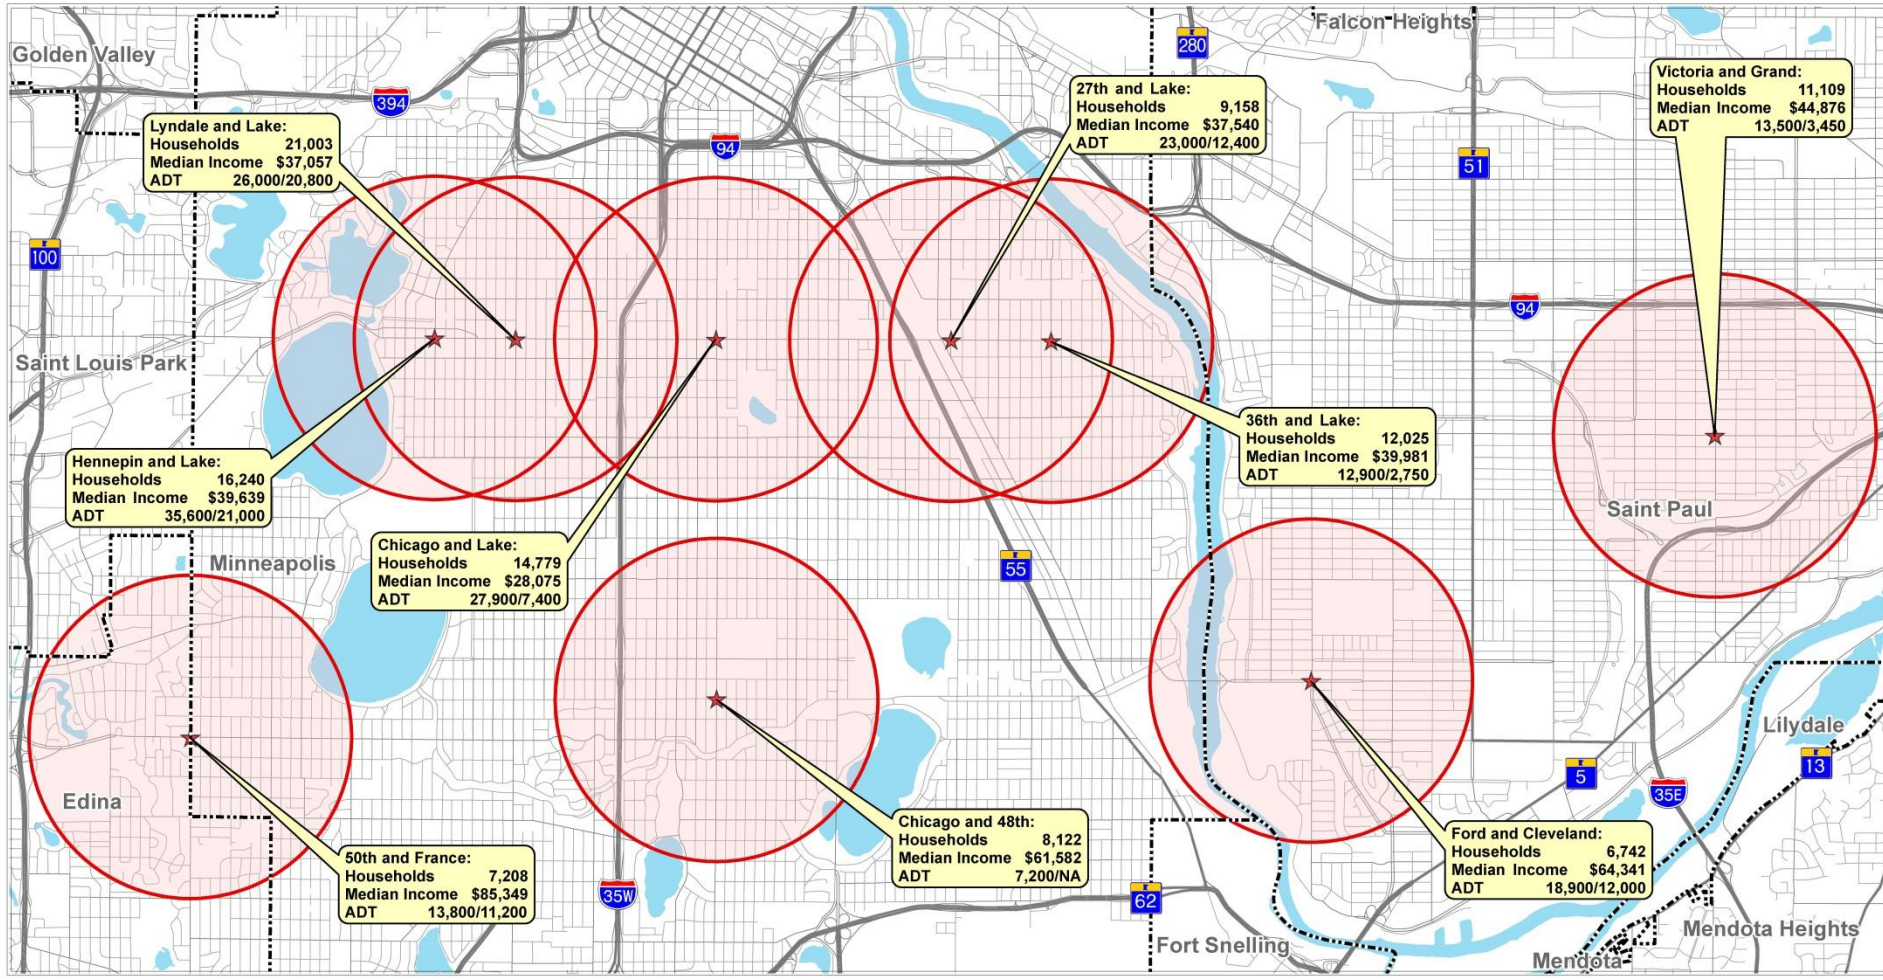 Golden Valley
394
Falcon Heights
280
Victoria and Grand:
Households 11,109
Median Income $44,876
ADT 13,500/3,450
27th and Lake:
Households 9,158
Median Income $37,540
ADT 23,000/12,400
Lyndale and Lake:
Households 21,003
Median Income $37,057
ADT 26,000/20,800
94
51
100
94
Saint Louis Park
36th and Lake:
Households 12,025
Median Income $39,981
ADT 12,900/2,750
Hennepin and Lake:
Households 16,240
Median Income $39,639
ADT 35,600/21,000
Saint Paul
Chicago and Lake:
Households 14,779
Median Income $28,075
ADT 27,900/7,400
Minneapolis
55
Lilydale
13
5
35E
Edina
Chicago and 48th:
Households 8,122
Median Income $61,582
ADT 7,200/NA
Ford and Cleveland:
Households 6,742
Median Income $64,341
ADT 18,900/12,000
50th and France:
Households 7,208
Median Income $85,349
ADT 13,800/11,200
35W
62
Fort Snelling
Mendota Heights
Mendota